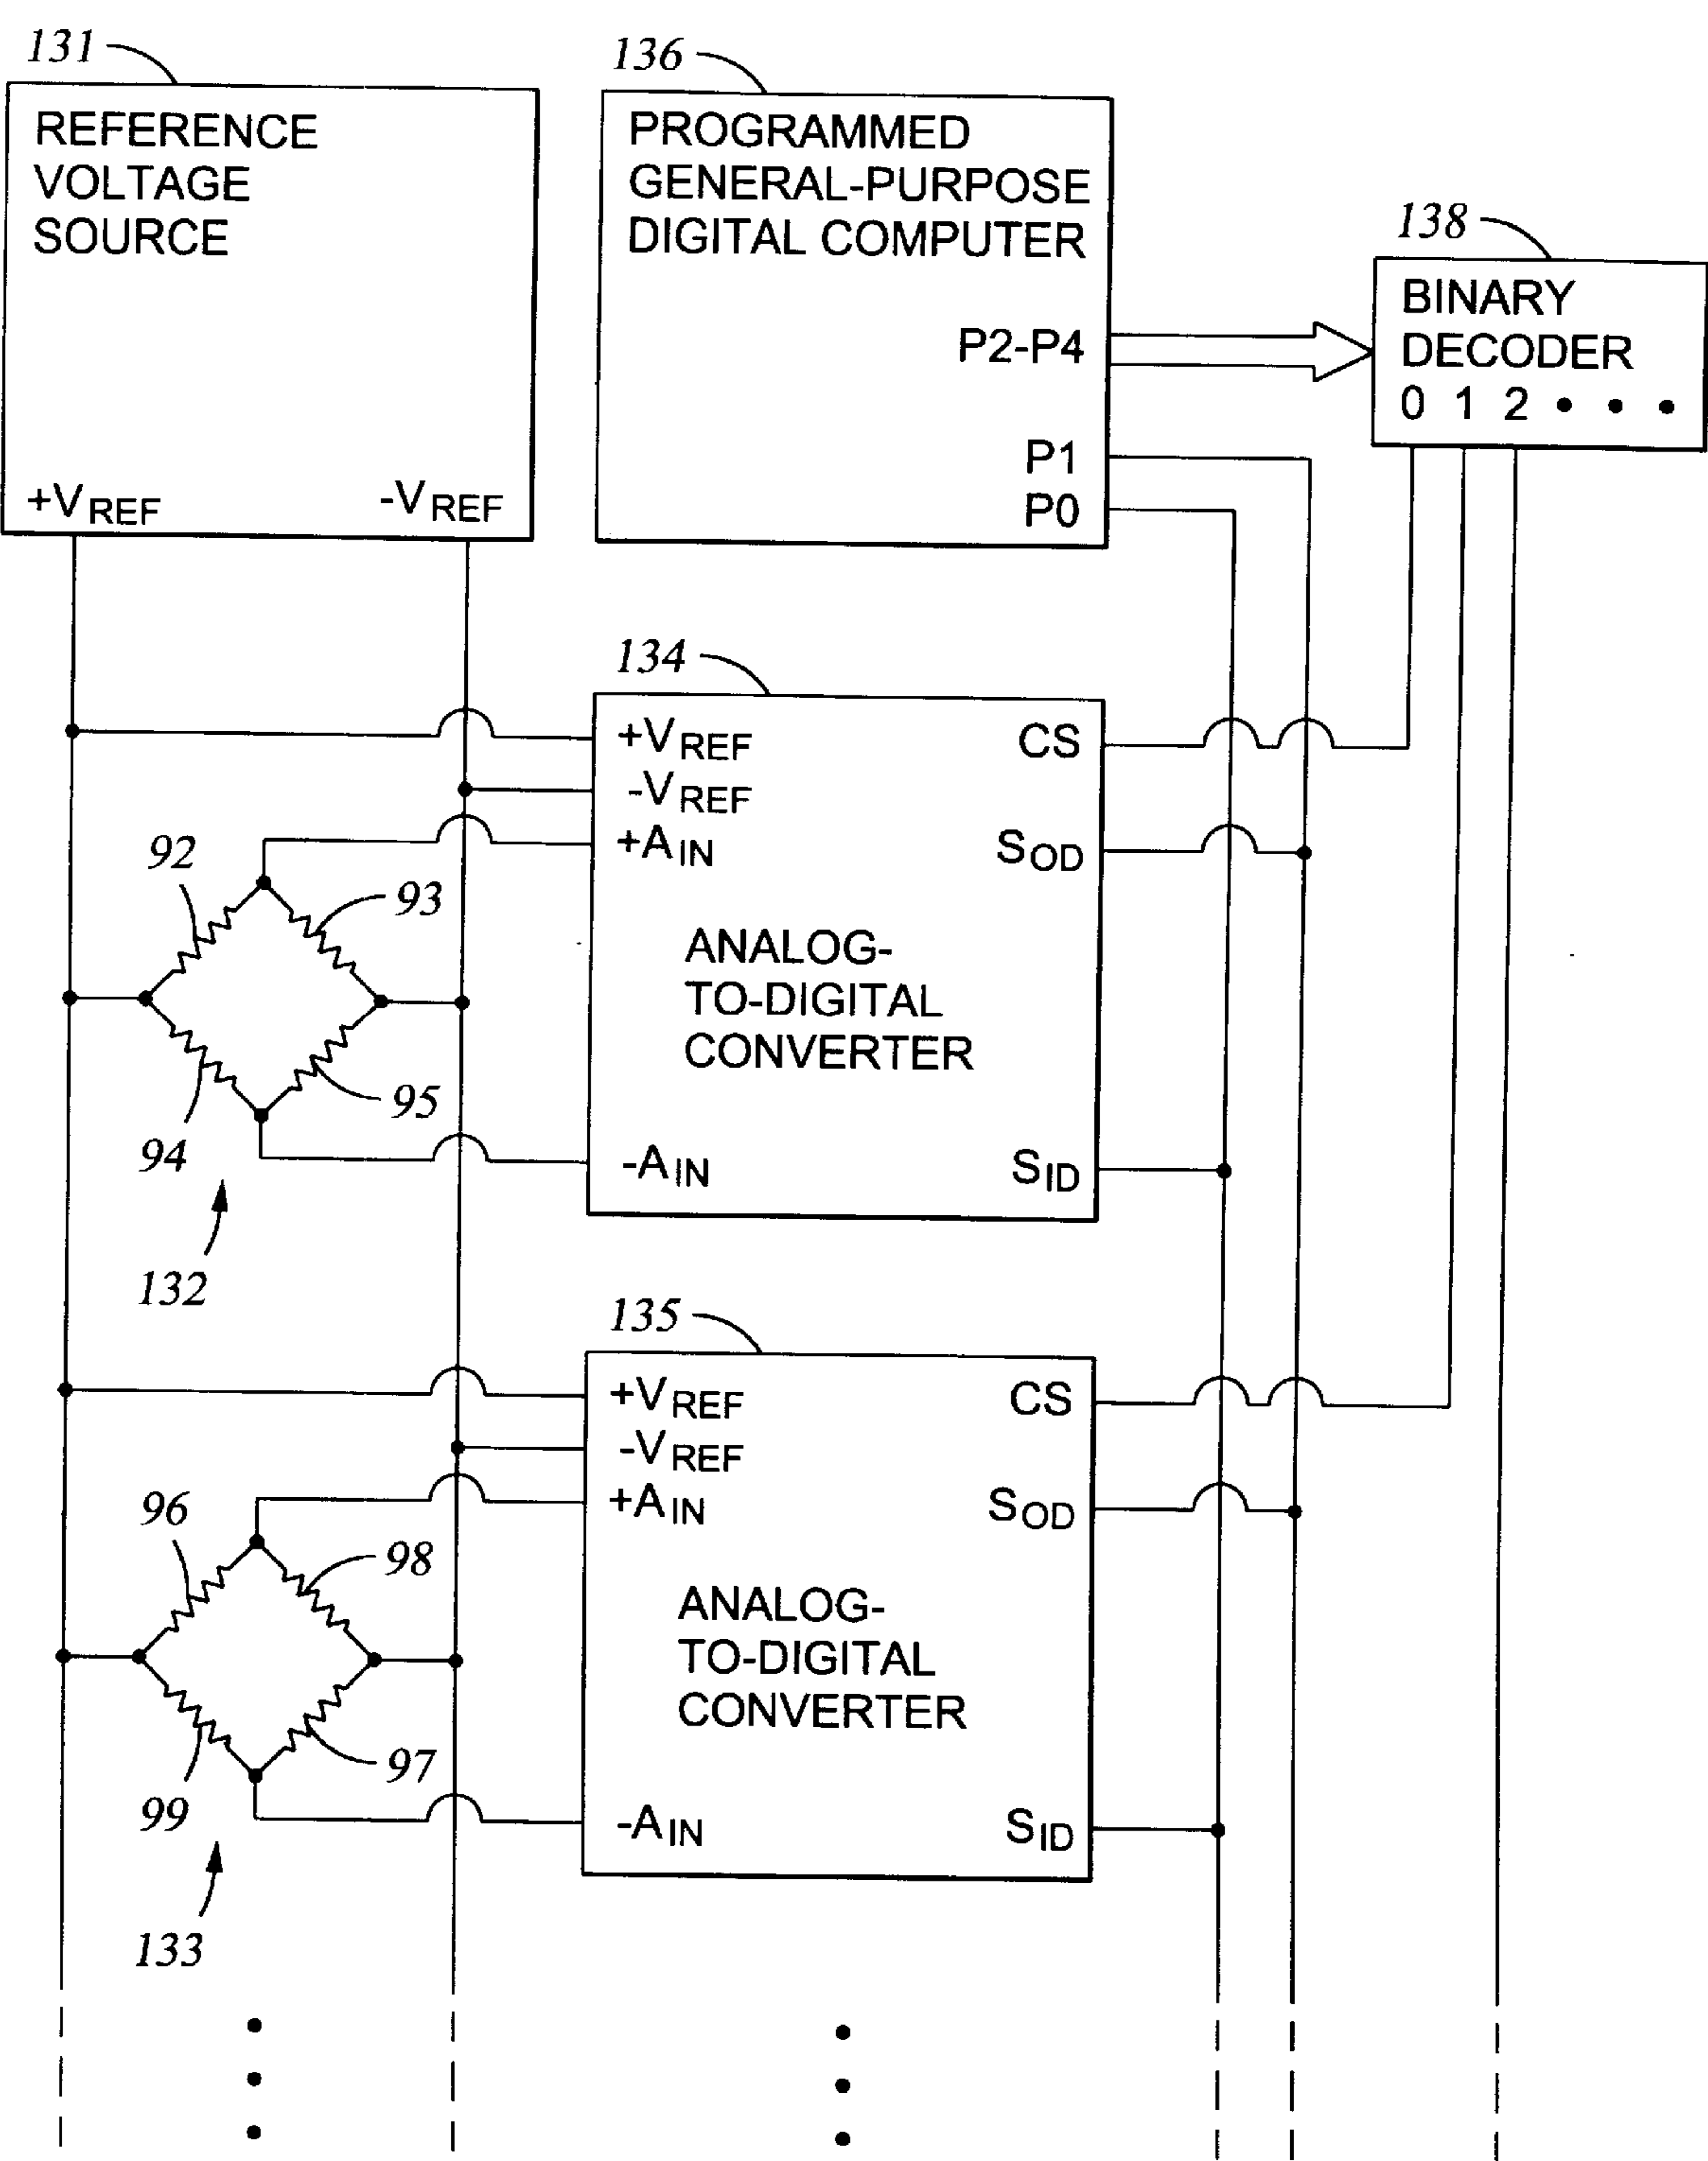 131
REFERENCE
VOLTAGE
SOURCE
+VREF
-VREF
136
PROGRAMMED
GENERAL-PURPOSE
DIGITAL COMPUTER
P2-P4
P1
P0
138
BINARY
DECODER
0 1 2 • • •
134
+VREF
-VREF
+AIN
ANALOG-
TO-DIGITAL
CONVERTER
-AIN
CS
SOD
SID
92
93
94
95
132
135
+VREF
-VREF
+AIN
ANALOG-
TO-DIGITAL
CONVERTER
-AIN
CS
SOD
SID
96
98
99
97
133